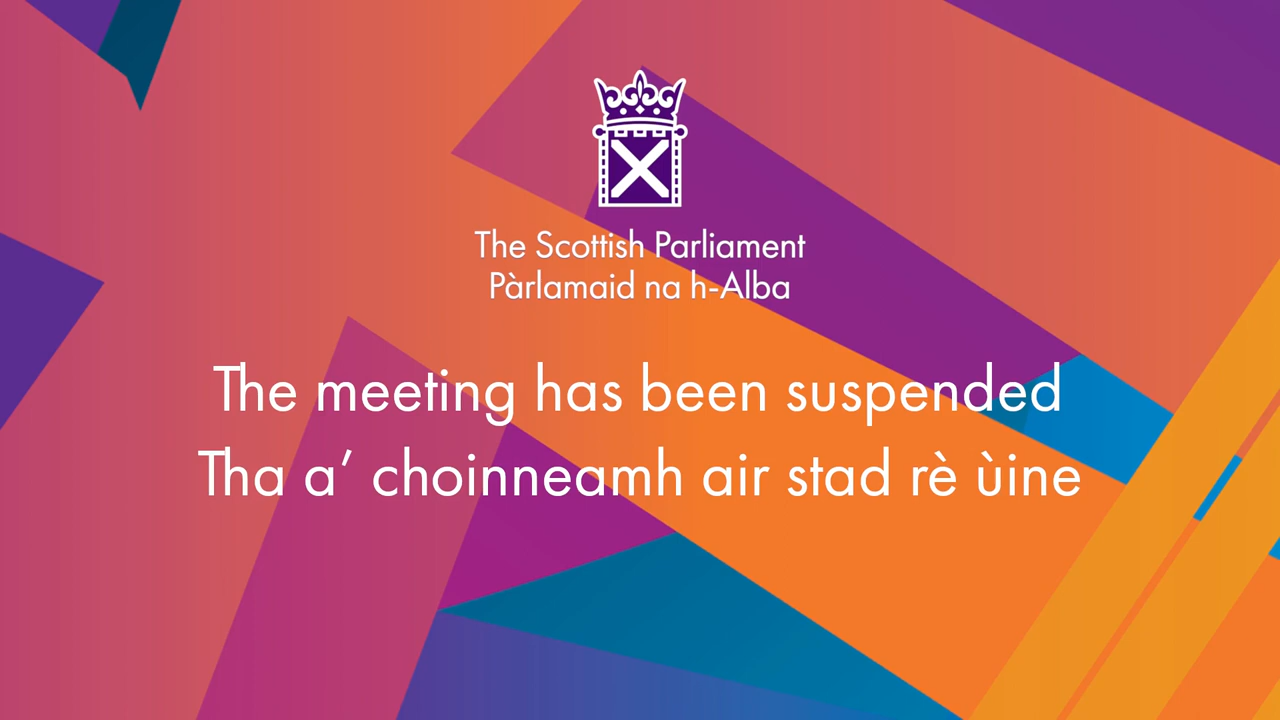 The Scottish Parliament
Pàrlamaid na h-Alba
The meeting has been suspended
Tha a’ choinneamh air stad rè ùine